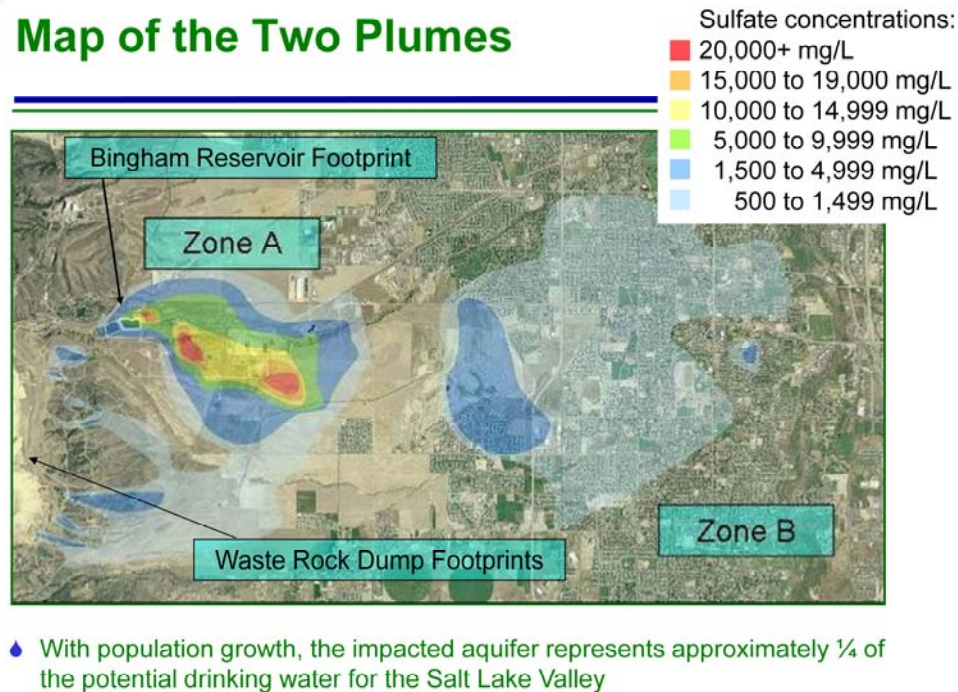 Map of the Two Plumes
Sulfate concentrations:
20,000+ mg/L
15,000 to 19,000 mg/L
10,000 to 14,999 mg/L
5,000 to 9,999 mg/L
1,500 to 4,999 mg/L
500 to 1,499 mg/L
Bingham Reservoir Footprint
Zone A
Zone B
Waste Rock Dump Footprints
With population growth, the impacted aquifer represents approximately ¼ of
the potential drinking water for the Salt Lake Valley